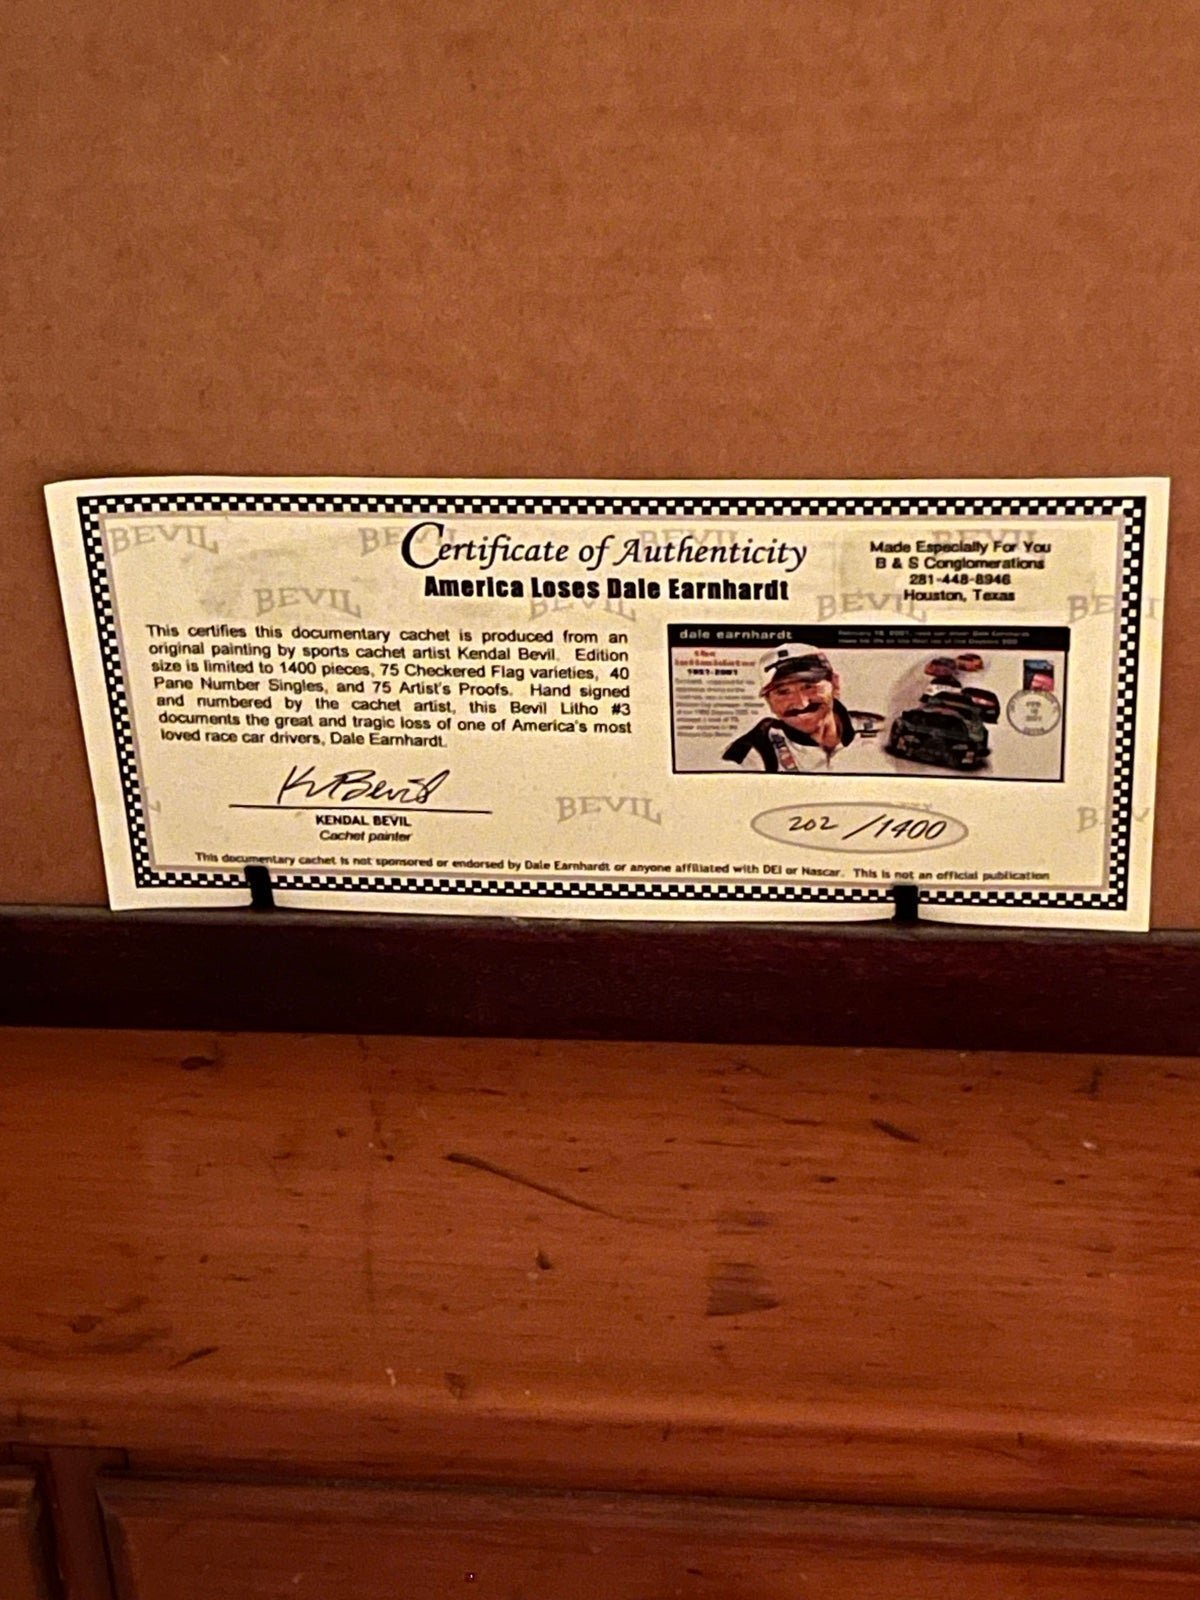 Certificate of Authenticity
America Loses Dale Earnhardt
Made Especially For You
B & S Conglomerations
281-448-8946
Houston, Texas
This certifies this documentary cachet is produced from an
original painting by sports cachet artist Kendal Bevil. Edition
size is limited to 1400 pieces, 75 Checkered Flag varieties, 40
Pane Number Singles, and 75 Artist's Proofs. Hand signed
and numbered by the cachet artist, this Bevil Litho #3
documents the great and tragic loss of one of America's most
loved race car drivers, Dale Earnhardt.
dale earnhardt
the
1951-2001
K Bevil
KENDAL BEVIL
Cachet painter
202 /1400
This documentary cachet is not sponsored or endorsed by Dale Earnhardt or anyone affiliated with DEI or Nascar. This is not an official publication
BEVIL
BEVIL
BEVIL
BEVIL
BEVIL
BEVIL
BEVIL